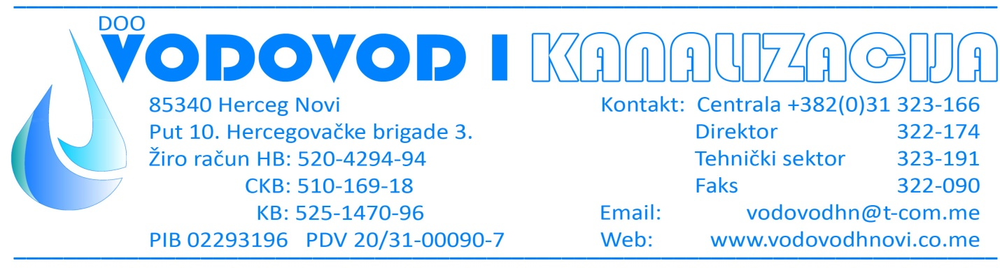 DOO
VODOVOD I KANALIZACIJA
85340 Herceg Novi
Put 10. Hercegovačke brigade 3.
Žiro račun HB: 520-4294-94
CKB: 510-169-18
KB: 525-1470-96
PIB 02293196 PDV 20/31-00090-7
Kontakt: Centrala +382(0)31 323-166
Direktor 322-174
Tehnički sektor 323-191
Faks 322-090
Email: vodovodhn@t-com.me
Web: www.vodovodhnovi.co.me